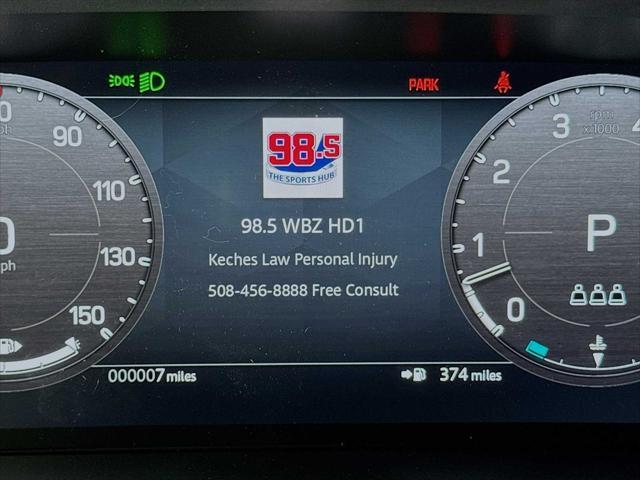 PARK
98.5
THE SPORTS HUB
98.5 WBZ HD1
Keches Law Personal Injury
508-456-8888 Free Consult
90
110
130
150
mph
rpm
x1000
4
3
2
1
0
P
000007 miles
374 miles